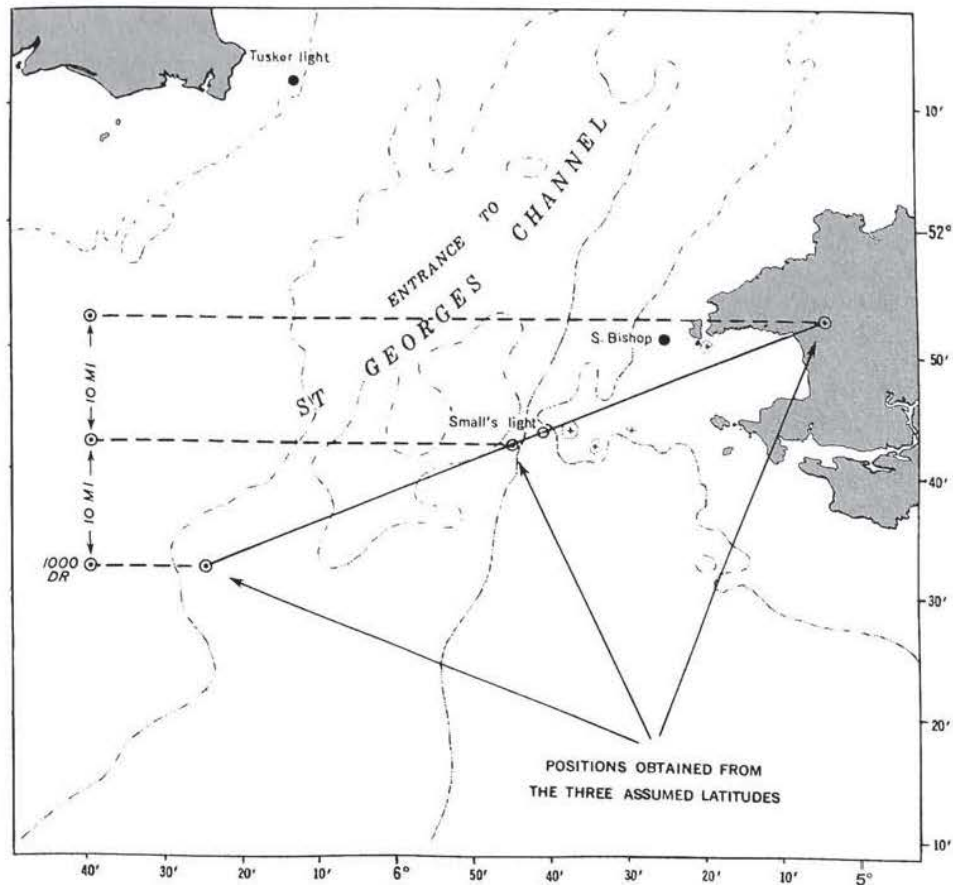 Tusker light
10'
ENTRANCE TO
ST GEORGES CHANNEL
52°
S. Bishop
50'
10 MI
Small's light
40'
10 MI
1000
DR
30'
20'
POSITIONS OBTAINED FROM
THE THREE ASSUMED LATITUDES
10'
40' 30' 20' 10' 6° 50' 40' 30' 20' 10' 5°